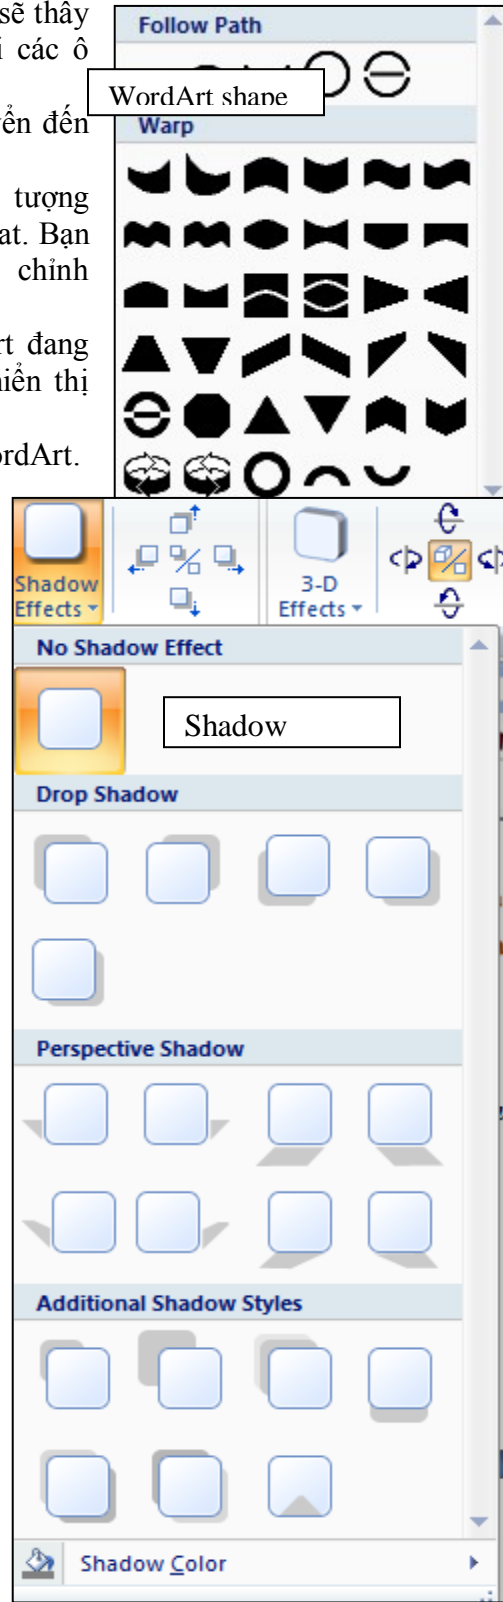 sẽ thấy
i các ô
ển đến
tượng
at. Bạn
chỉnh
rt đang
iển thị
ordArt.
Follow Path
WordArt shape
Warp
Shadow
Effects
3-D
Effects
No Shadow Effect
Shadow
Drop Shadow
Perspective Shadow
Additional Shadow Styles
Shadow Color